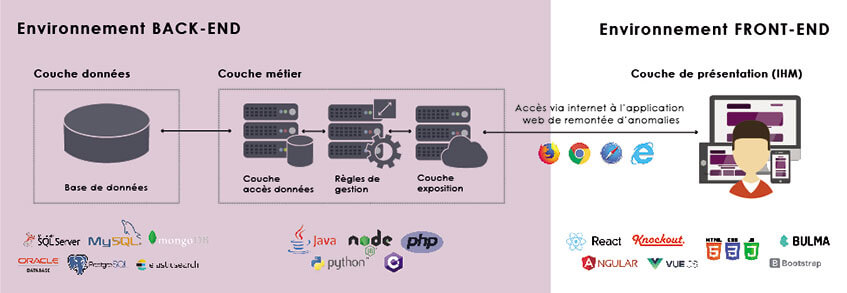 Environnement BACK-END
Environnement FRONT-END
Couche données
Couche métier
Couche de présentation (IHM)
Accès via internet à l'application
web de remontée d'anomalies
Couche
accès données
Règles de
gestion
Couche
exposition
Base de données
SQL Server
MySQL
mongoDB
ORACLE
DATABASE
PostgreSQL
elasticsearch
Java
node
php
python
C#
React
Knockout.
HTML
CSS
JS
BULMA
ANGULAR
VUE.JS
B Bootstrap